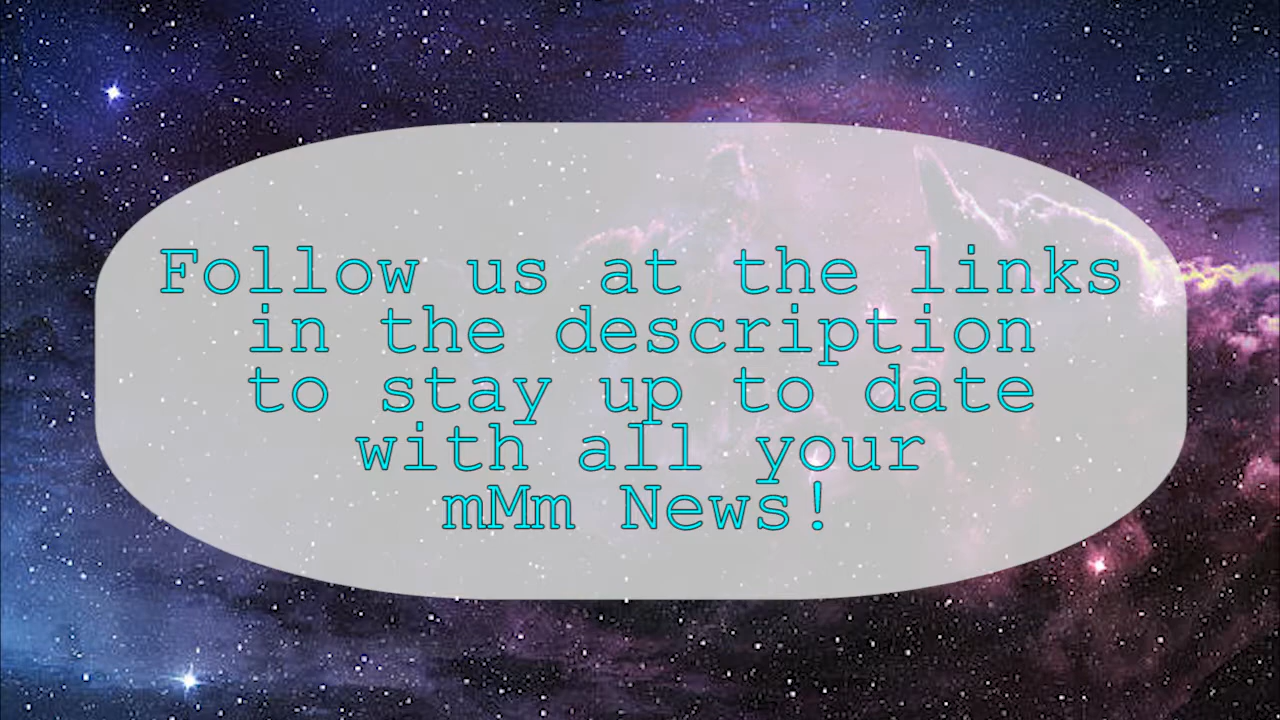 Follow us at the links
in the description
to stay up to date
with all your
mMm News!